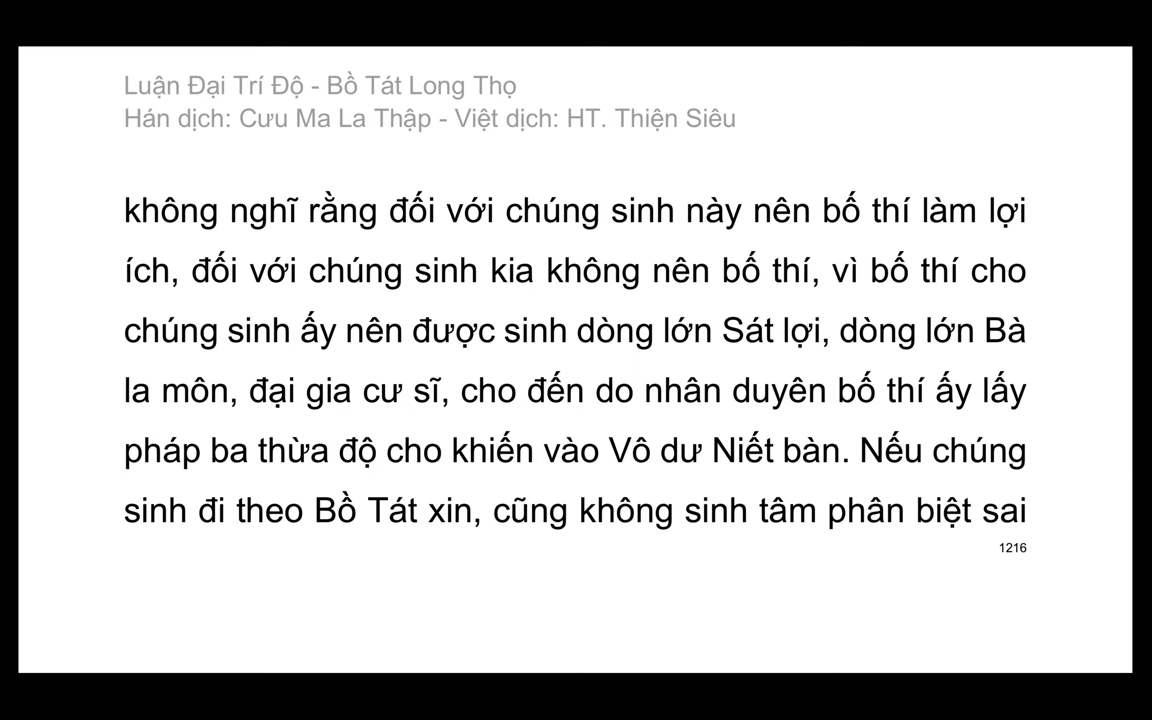 Luận Đại Trí Độ - Bồ Tát Long Thọ
Hán dịch: Cưu Ma La Thập - Việt dịch: HT. Thiện Siêu
không nghĩ rằng đối với chúng sinh này nên bố thí làm lợi
ích, đối với chúng sinh kia không nên bố thí, vì bố thí cho
chúng sinh ấy nên được sinh dòng lớn Sát lợi, dòng lớn Bà
la môn, đại gia cư sĩ, cho đến do nhân duyên bố thí ấy lấy
pháp ba thừa độ cho khiến vào Vô dư Niết bàn. Nếu chúng
sinh đi theo Bồ Tát xin, cũng không sinh tâm phân biệt sai
1216